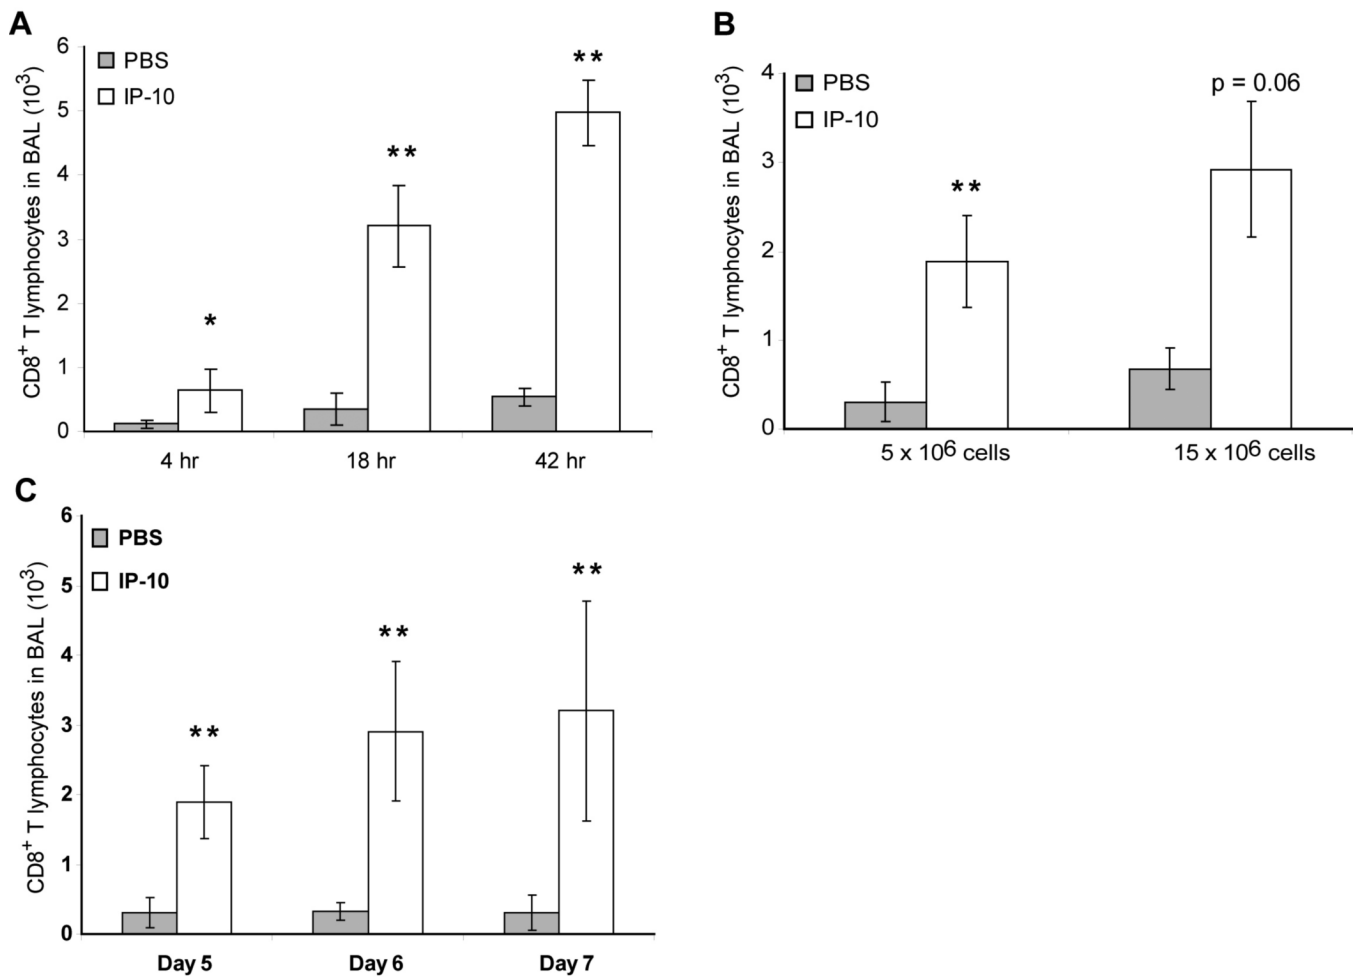 A
CD8+ T lymphocytes in BAL (10³)
6
5
4
3
2
1
0
PBS
IP-10
*
**
**
4 hr
18 hr
42 hr
B
CD8+ T lymphocytes in BAL (10³)
4
3
2
1
0
PBS
IP-10
**
p = 0.06
5 x 10⁶ cells
15 x 10⁶ cells
C
CD8+ T lymphocytes in BAL (10³)
6
5
4
3
2
1
0
PBS
IP-10
**
**
**
Day 5
Day 6
Day 7